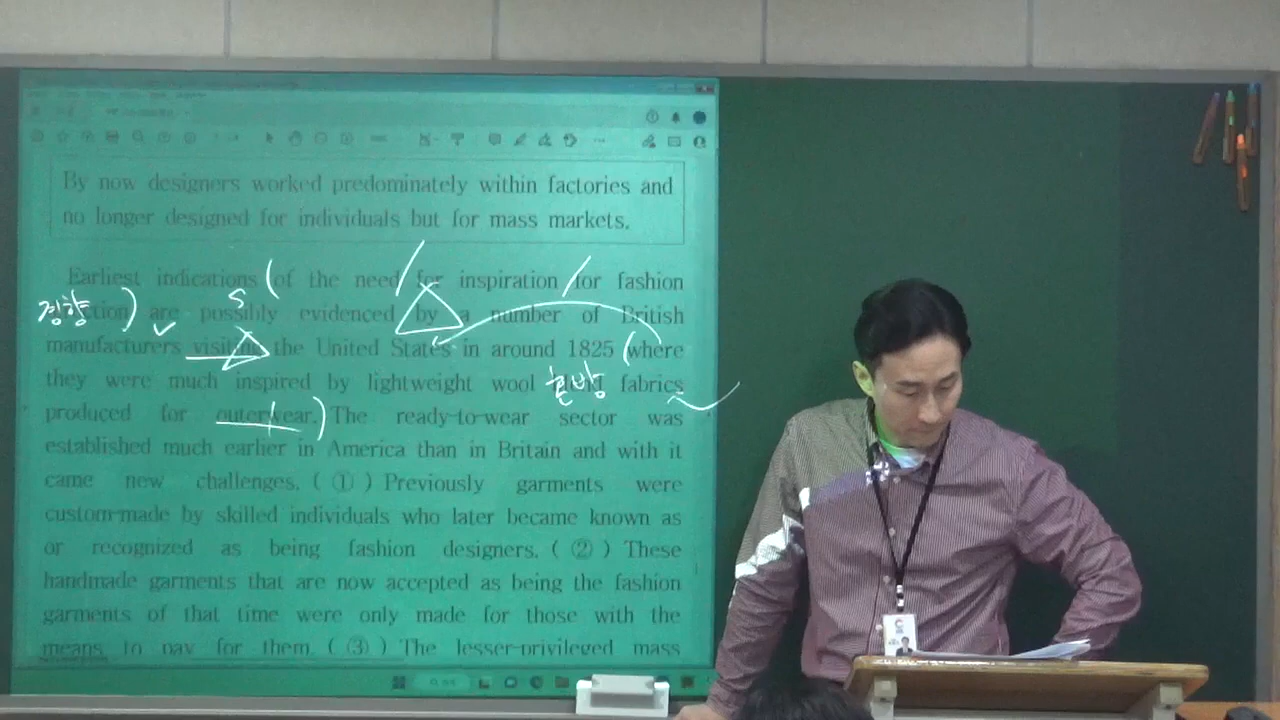 By now designers worked predominately within factories and
no longer designed for individuals but for mass markets.
Earliest indications of the need for inspiration for fashion
경향 direction are possibly evidenced by a number of British
S
manufacturers visiting the United States in around 1825 where
they were much inspired by lightweight wool fabrics
produced for outerwear. The ready-to-wear sector was
established much earlier in America than in Britain and with it
came new challenges. ( ① ) Previously garments were
custom-made by skilled individuals who later became known as
or recognized as being fashion designers. ( ② ) These
handmade garments that are now accepted as being the fashion
garments of that time were only made for those with the
means to pay for them. ( ③ ) The lesser-privileged mass